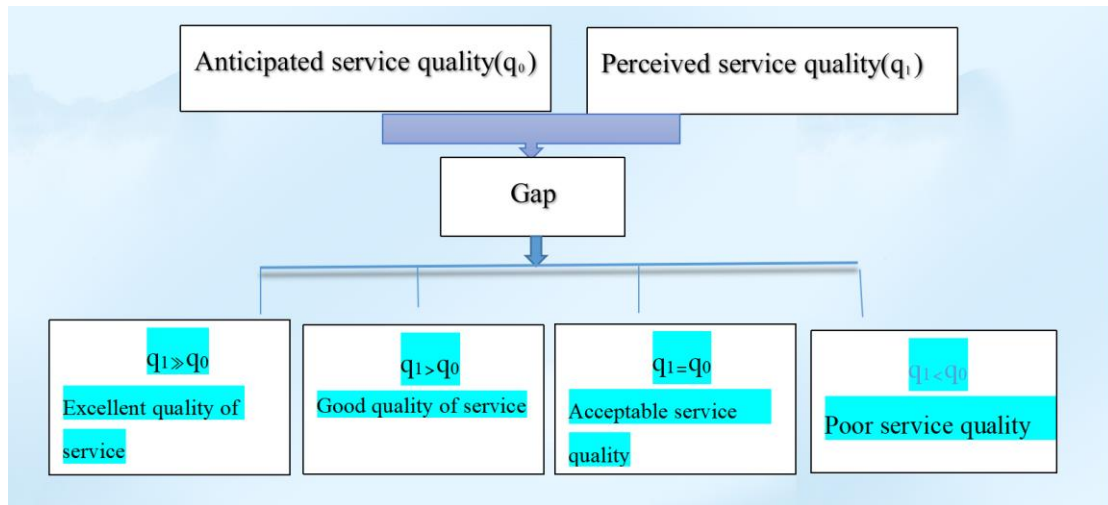 Anticipated service quality(q₀)
Perceived service quality(q₁)
Gap
q₁≫q₀
Excellent quality of
service
q₁>q₀
Good quality of service
q₁=q₀
Acceptable service
quality
q₁<q₀
Poor service quality